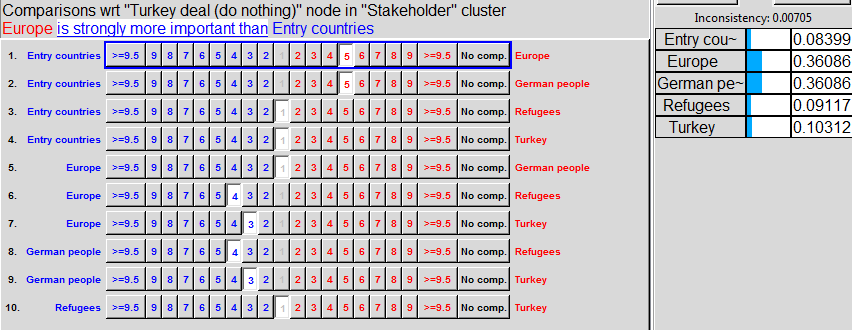 Comparisons wrt "Turkey deal (do nothing)" node in "Stakeholder" cluster
Europe is strongly more important than Entry countries
1. Entry countries >=9.5 9 8 7 6 5 4 3 2 1 2 3 4 5 6 7 8 9 >=9.5 No comp. Europe
2. Entry countries >=9.5 9 8 7 6 5 4 3 2 1 2 3 4 5 6 7 8 9 >=9.5 No comp. German people
3. Entry countries >=9.5 9 8 7 6 5 4 3 2 1 2 3 4 5 6 7 8 9 >=9.5 No comp. Refugees
4. Entry countries >=9.5 9 8 7 6 5 4 3 2 1 2 3 4 5 6 7 8 9 >=9.5 No comp. Turkey
5. Europe >=9.5 9 8 7 6 5 4 3 2 1 2 3 4 5 6 7 8 9 >=9.5 No comp. German people
6. Europe >=9.5 9 8 7 6 5 4 3 2 1 2 3 4 5 6 7 8 9 >=9.5 No comp. Refugees
7. Europe >=9.5 9 8 7 6 5 4 3 2 1 2 3 4 5 6 7 8 9 >=9.5 No comp. Turkey
8. German people >=9.5 9 8 7 6 5 4 3 2 1 2 3 4 5 6 7 8 9 >=9.5 No comp. Refugees
9. German people >=9.5 9 8 7 6 5 4 3 2 1 2 3 4 5 6 7 8 9 >=9.5 No comp. Turkey
10. Refugees >=9.5 9 8 7 6 5 4 3 2 1 2 3 4 5 6 7 8 9 >=9.5 No comp. Turkey
Inconsistency: 0.00705
Entry cou~ 0.08399
Europe 0.36086
German pe~ 0.36086
Refugees 0.09117
Turkey 0.10312